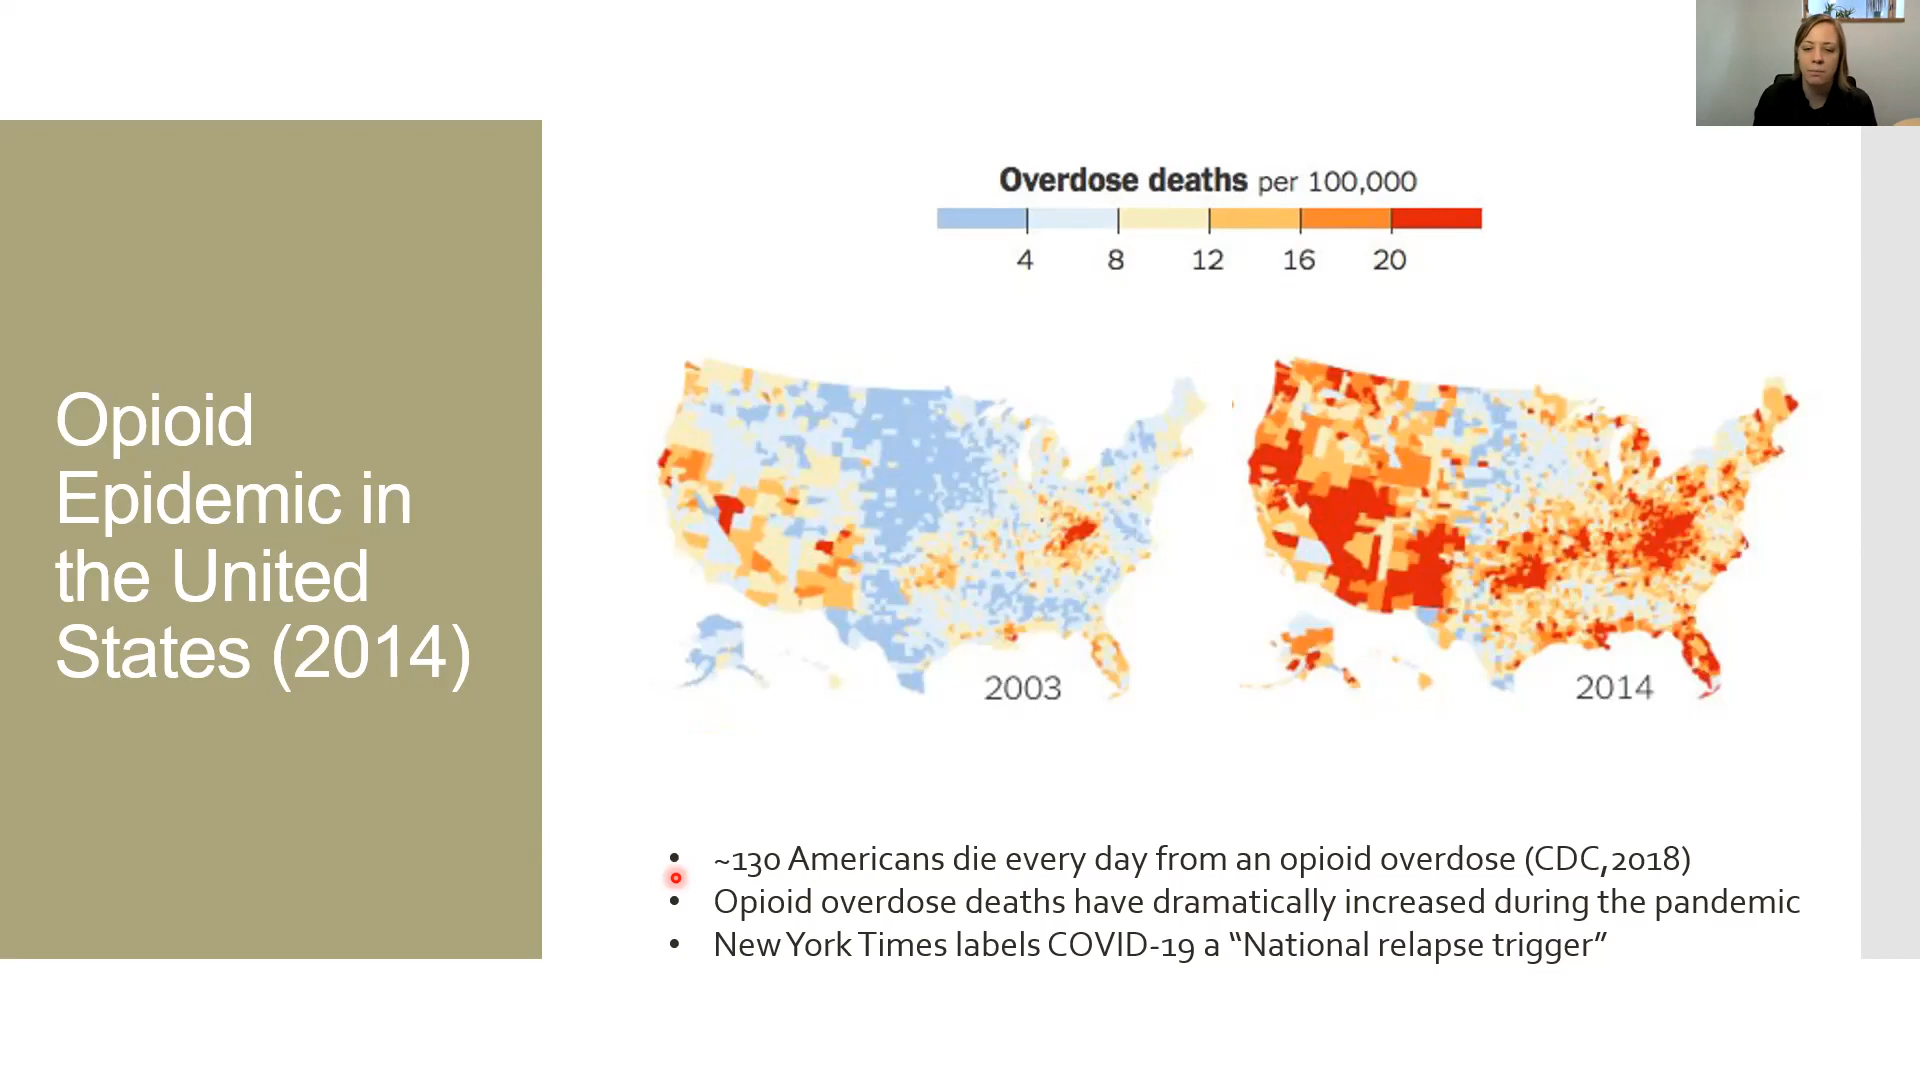 Opioid
Epidemic in
the United
States (2014)
Overdose deaths per 100,000
4 8 12 16 20
2003
2014
• ~130 Americans die every day from an opioid overdose (CDC,2018)
• Opioid overdose deaths have dramatically increased during the pandemic
• New York Times labels COVID-19 a “National relapse trigger”